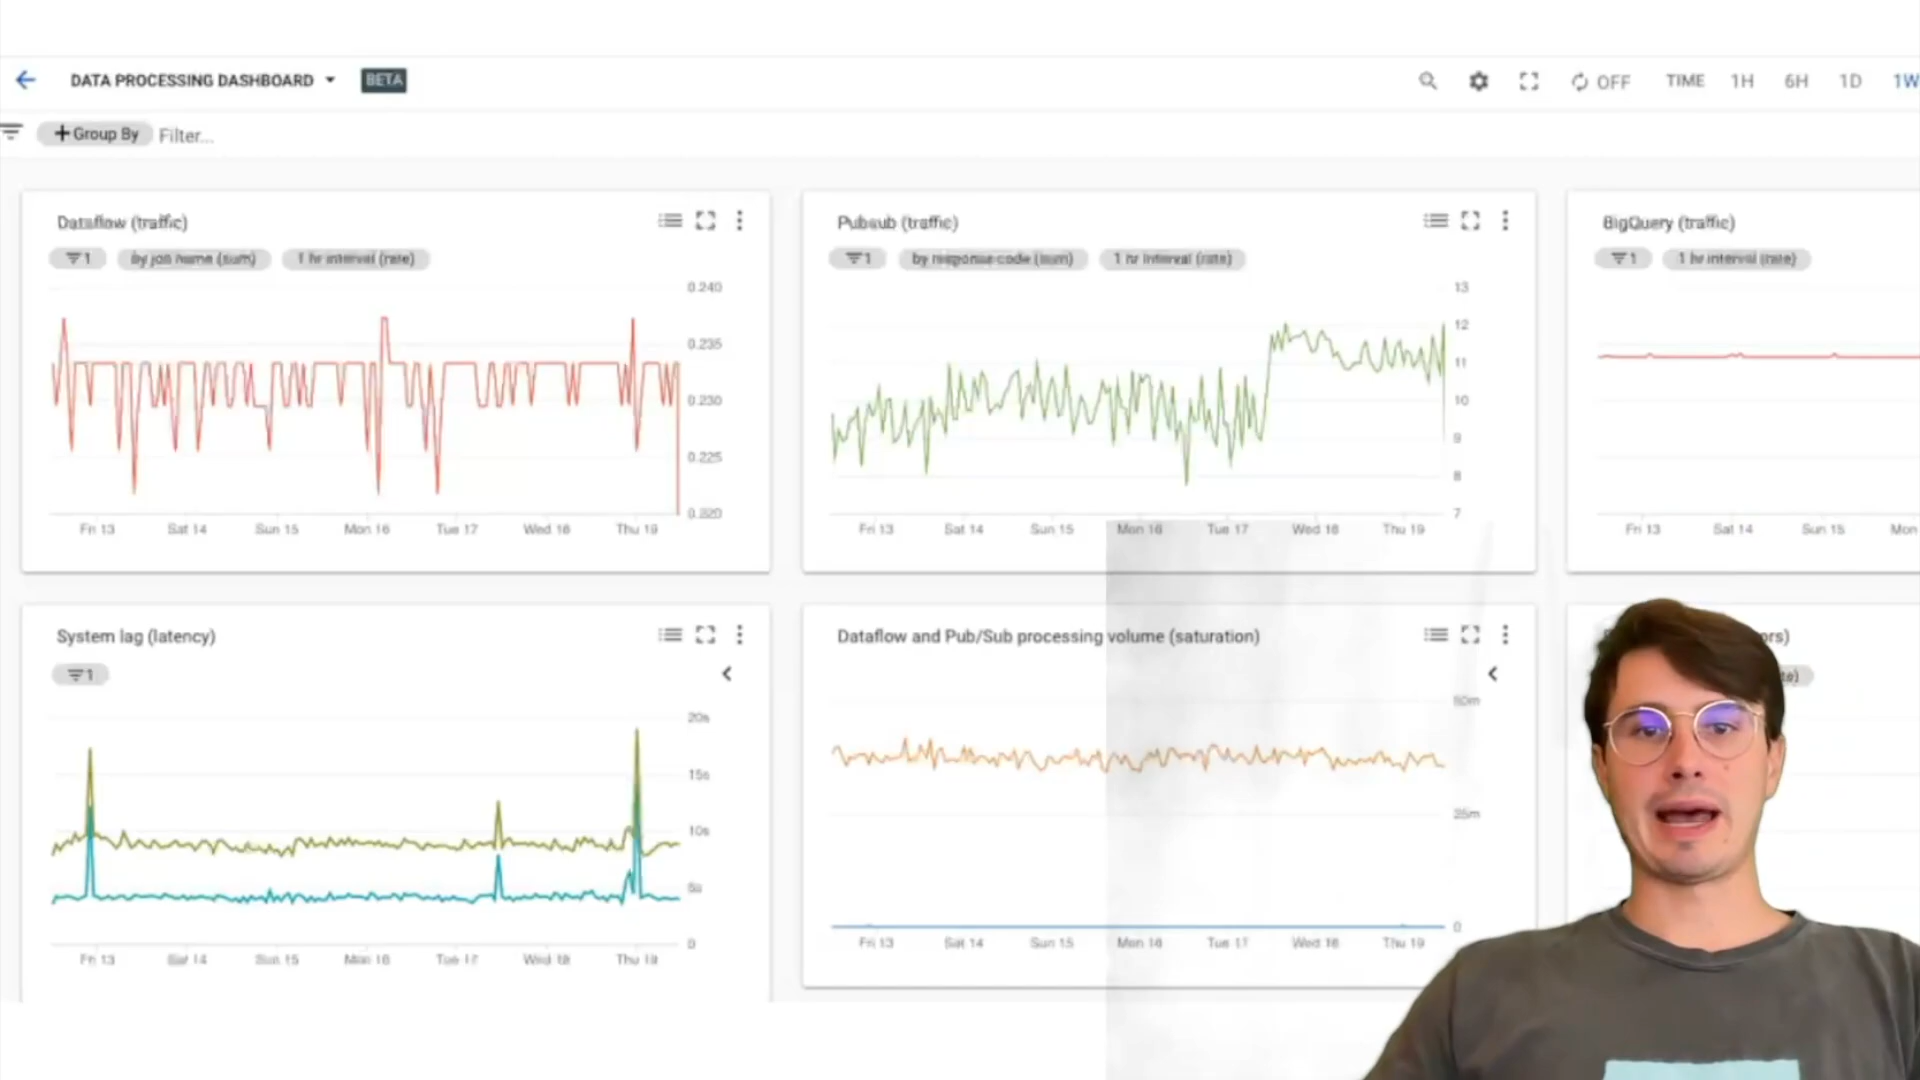 DATA PROCESSING DASHBOARD BETA
OFF TIME 1H 6H 1D 1W
+ Group By Filter...
Dataflow (traffic)
1 by job name (sum) 1 hr interval (rate)
0.240
0.235
0.230
0.225
0.220
Fri 13 Sat 14 Sun 15 Mon 16 Tue 17 Wed 18 Thu 19
Pubsub (traffic)
1 by response code (sum) 1 hr interval (rate)
13
12
11
10
9
8
7
Fri 13 Sat 14 Sun 15 Mon 16 Tue 17 Wed 18 Thu 19
BigQuery (traffic)
1 1 hr interval (rate)
Fri 13 Sat 14 Sun 15 Mon
System lag (latency)
1
20s
15s
10s
5s
0
Fri 13 Sat 14 Sun 15 Mon 16 Tue 17 Wed 18 Thu 19
Dataflow and Pub/Sub processing volume (saturation)
50m
25m
0
Fri 13 Sat 14 Sun 15 Mon 16 Tue 17 Wed 18 Thu 19
ors)